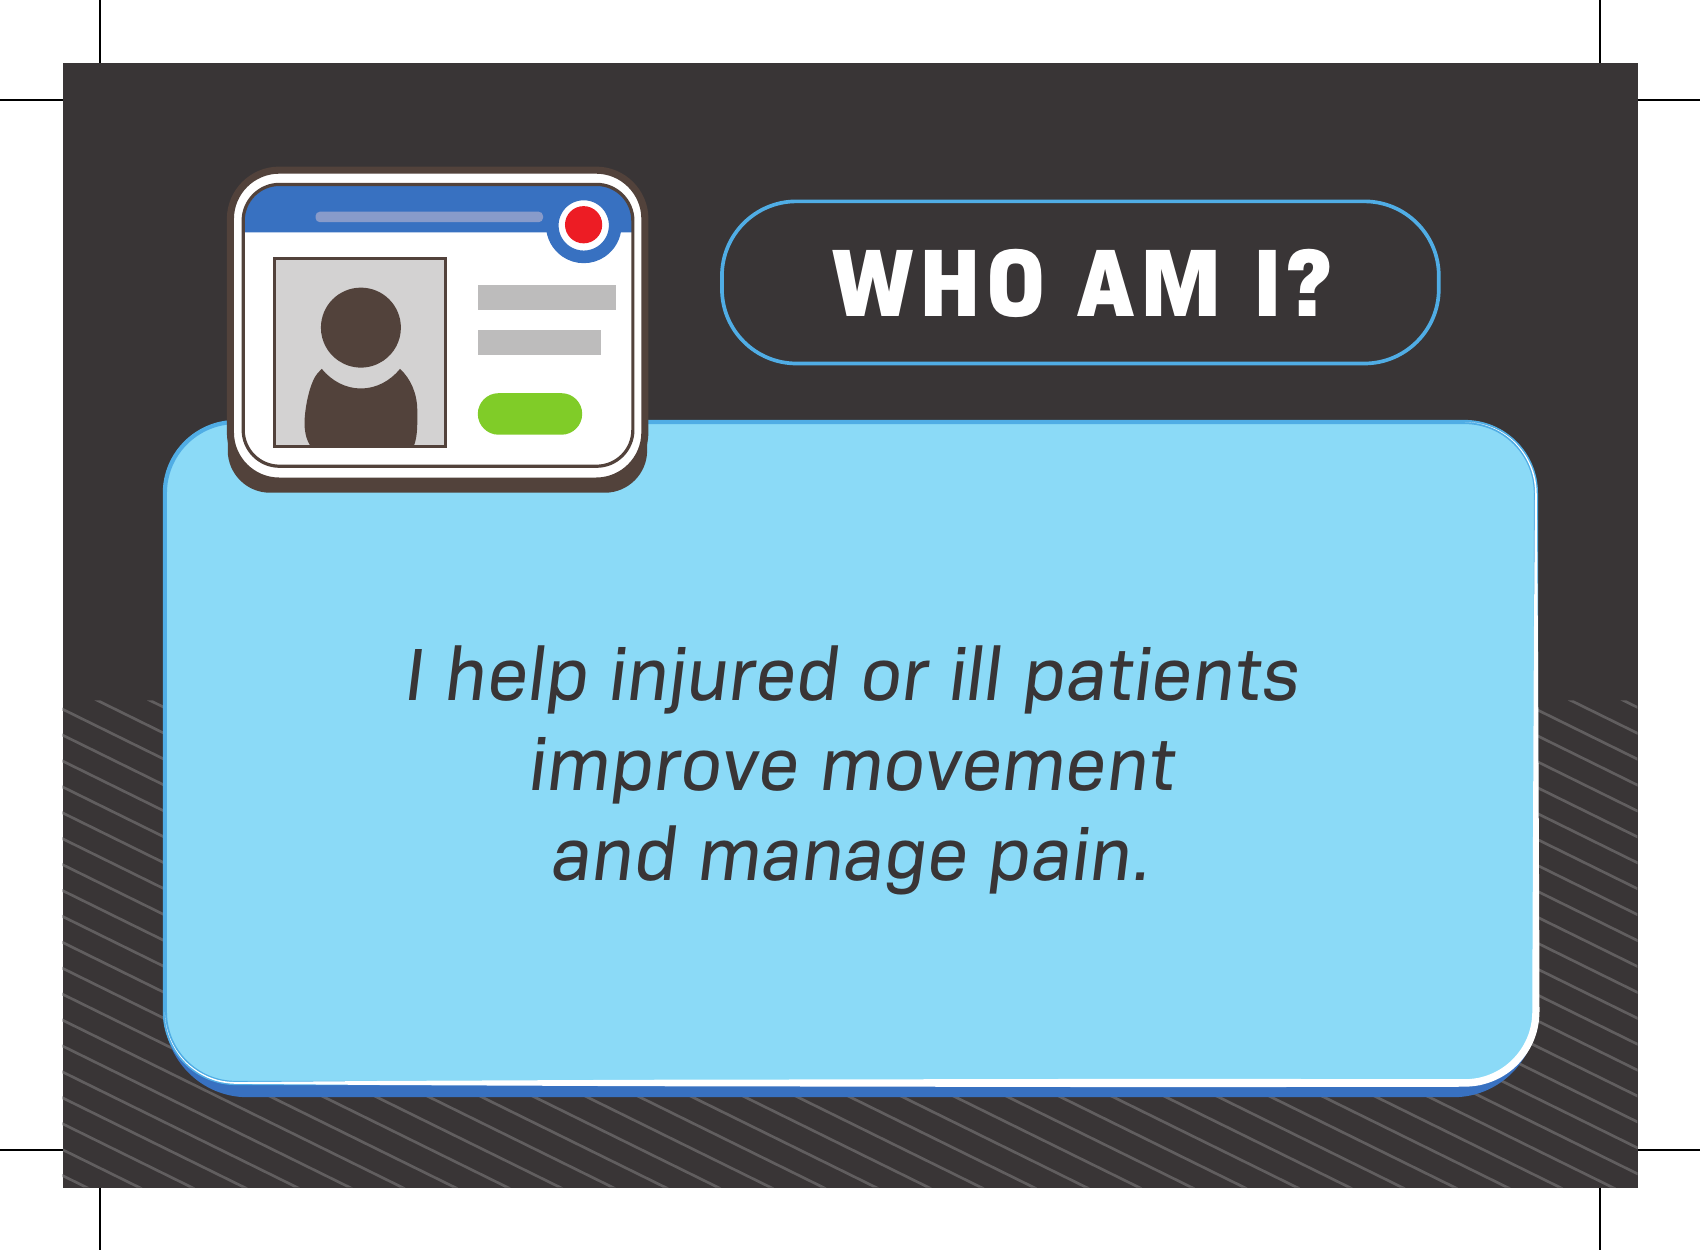 WHO AM I?
I help injured or ill patients
improve movement
and manage pain.